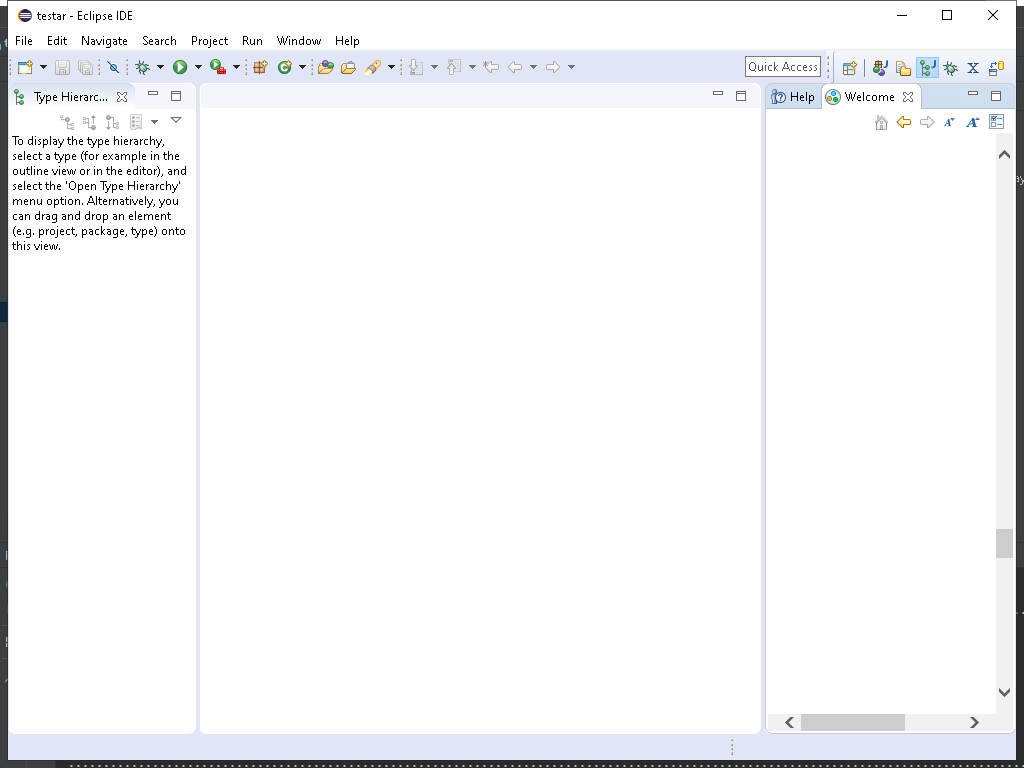 testar - Eclipse IDE
File Edit Navigate Search Project Run Window Help
Quick Access
Type Hierarc...
Help Welcome
To display the type hierarchy,
select a type (for example in the
outline view or in the editor), and
select the 'Open Type Hierarchy'
menu option. Alternatively, you
can drag and drop an element
(e.g. project, package, type) onto
this view.